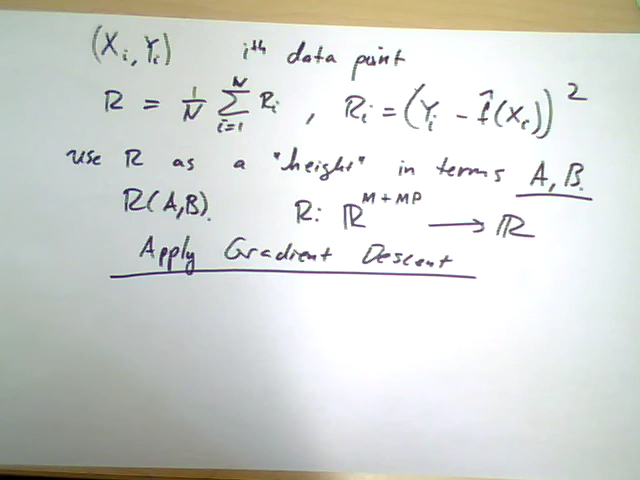 (Xi, Yi) ith data point
R = 1/N ∑_{i=1}^{N} Ri , Ri = (Yi - f̂(Xi))²
use R as a "height" in terms A, B.
R(A,B). R: ℝ^{M+MP} → ℝ
Apply Gradient Descent